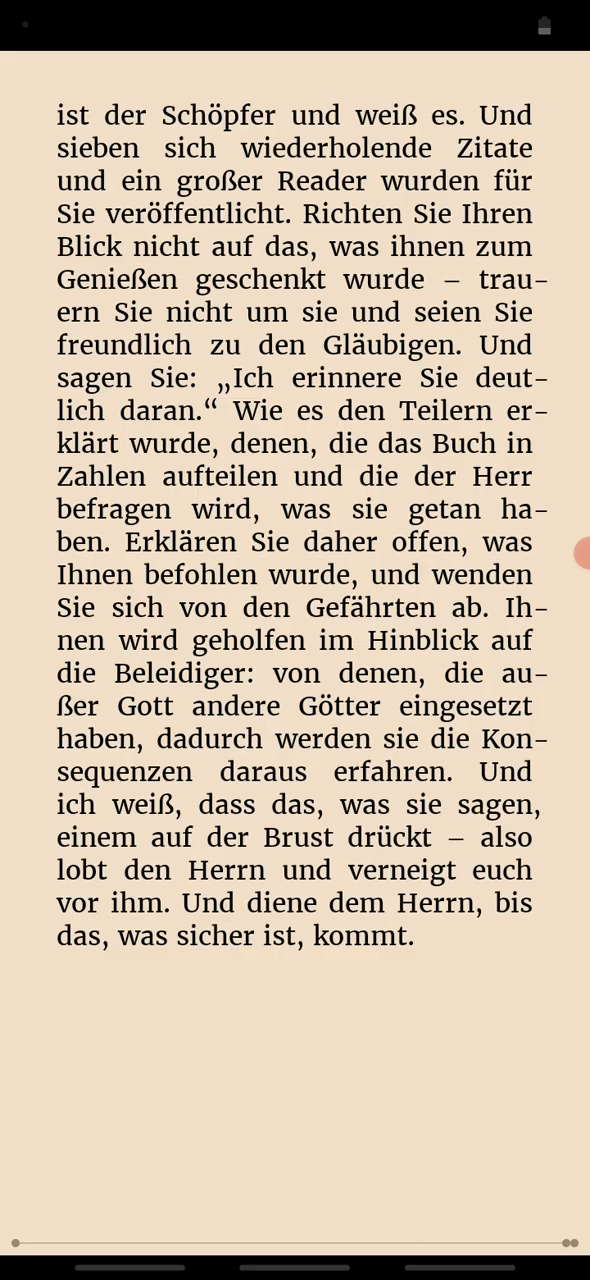 ist der Schöpfer und weiß es. Und
sieben sich wiederholende Zitate
und ein großer Reader wurden für
Sie veröffentlicht. Richten Sie Ihren
Blick nicht auf das, was ihnen zum
Genießen geschenkt wurde – trau-
ern Sie nicht um sie und seien Sie
freundlich zu den Gläubigen. Und
sagen Sie: „Ich erinnere Sie deut-
lich daran.“ Wie es den Teilern er-
klärt wurde, denen, die das Buch in
Zahlen aufteilen und die der Herr
befragen wird, was sie getan ha-
ben. Erklären Sie daher offen, was
Ihnen befohlen wurde, und wenden
Sie sich von den Gefährten ab. Ih-
nen wird geholfen im Hinblick auf
die Beleidiger: von denen, die au-
ßer Gott andere Götter eingesetzt
haben, dadurch werden sie die Kon-
sequenzen daraus erfahren. Und
ich weiß, dass das, was sie sagen,
einem auf der Brust drückt – also
lobt den Herrn und verneigt euch
vor ihm. Und diene dem Herrn, bis
das, was sicher ist, kommt.